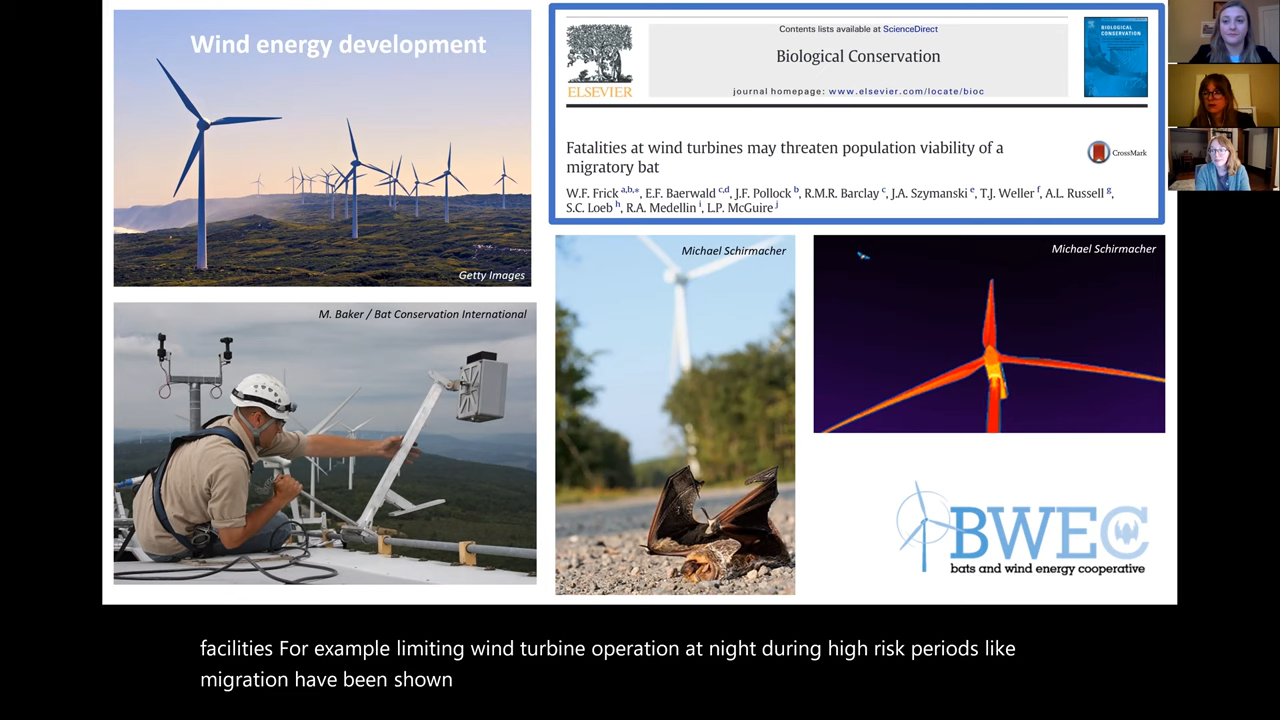 Wind energy development
Getty Images
Contents lists available at ScienceDirect
Biological Conservation
journal homepage: www.elsevier.com/locate/bioc
ELSEVIER
BIOLOGICAL
CONSERVATION
Fatalities at wind turbines may threaten population viability of a
migratory bat
CrossMark
W.F. Frick a,b,*, E.F. Baerwald c,d, J.F. Pollock b, R.M.R. Barclay c, J.A. Szymanski e, T.J. Weller f, A.L. Russell g,
S.C. Loeb h, R.A. Medellin i, L.P. McGuire j
M. Baker / Bat Conservation International
Michael Schirmacher
Michael Schirmacher
BWEC
bats and wind energy cooperative
facilities For example limiting wind turbine operation at night during high risk periods like
migration have been shown